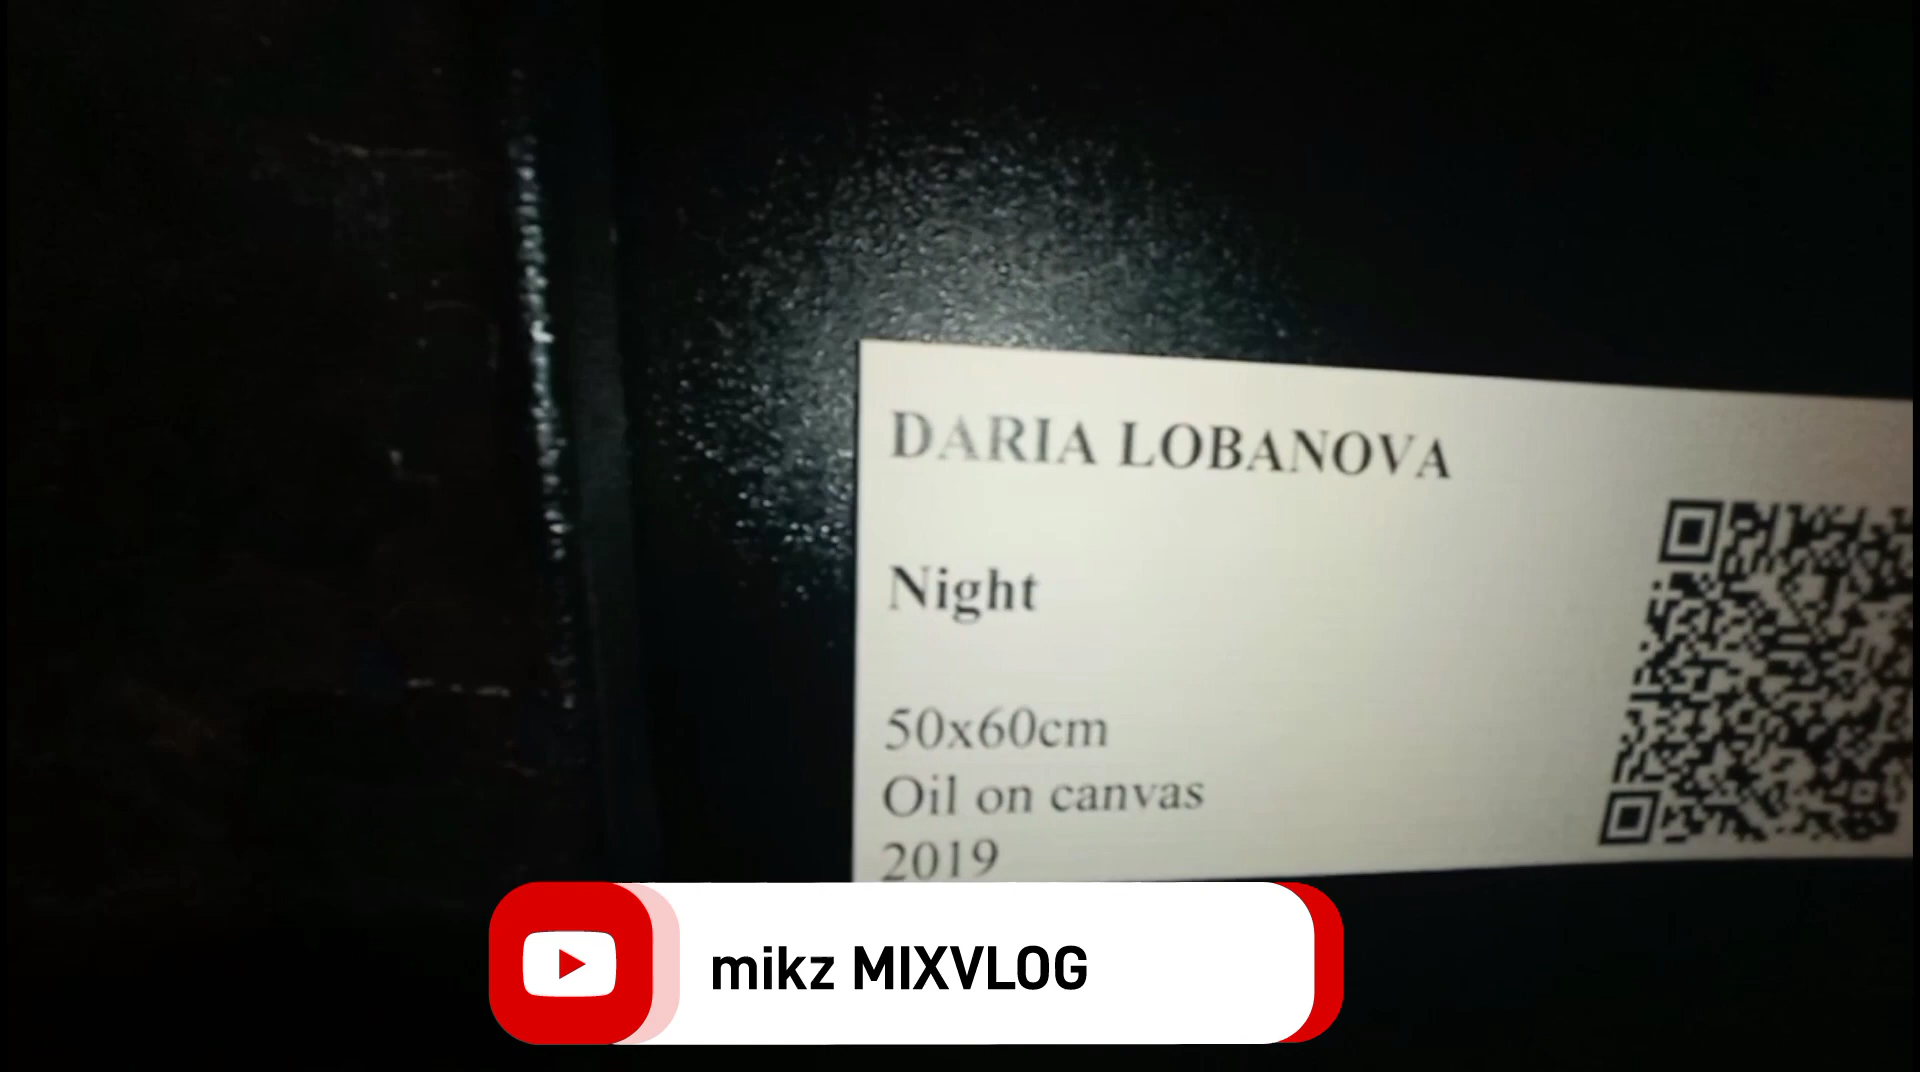 DARIA LOBANOVA
Night
50x60cm
Oil on canvas
2019
mikz MIXVLOG